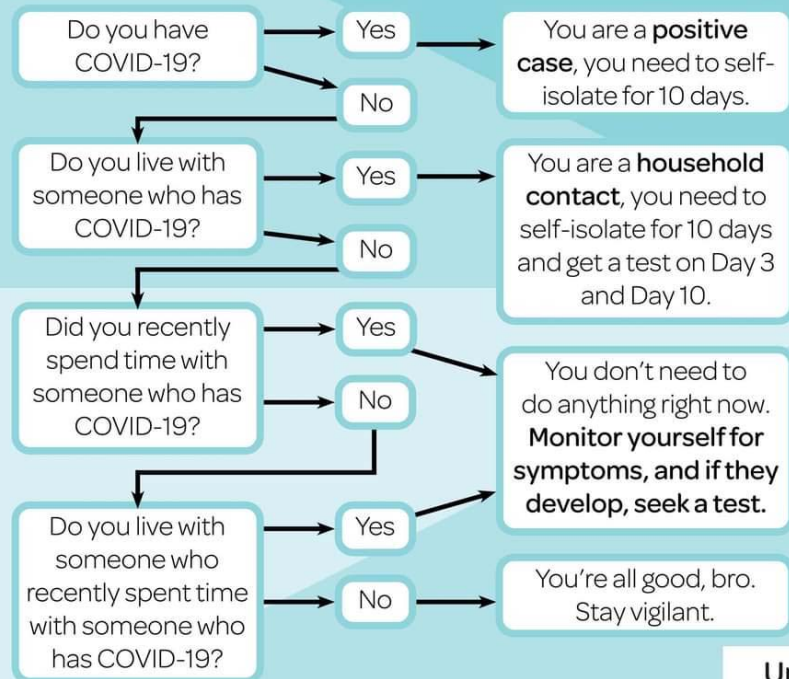 Do you have
COVID-19?
Yes
You are a positive
case, you need to self-
isolate for 10 days.
No
Do you live with
someone who has
COVID-19?
Yes
You are a household
contact, you need to
self-isolate for 10 days
and get a test on Day 3
and Day 10.
No
Did you recently
spend time with
someone who has
COVID-19?
Yes
No
You don't need to
do anything right now.
Monitor yourself for
symptoms, and if they
develop, seek a test.
Do you live with
someone who
recently spent time
with someone who
has COVID-19?
Yes
No
You're all good, bro.
Stay vigilant.